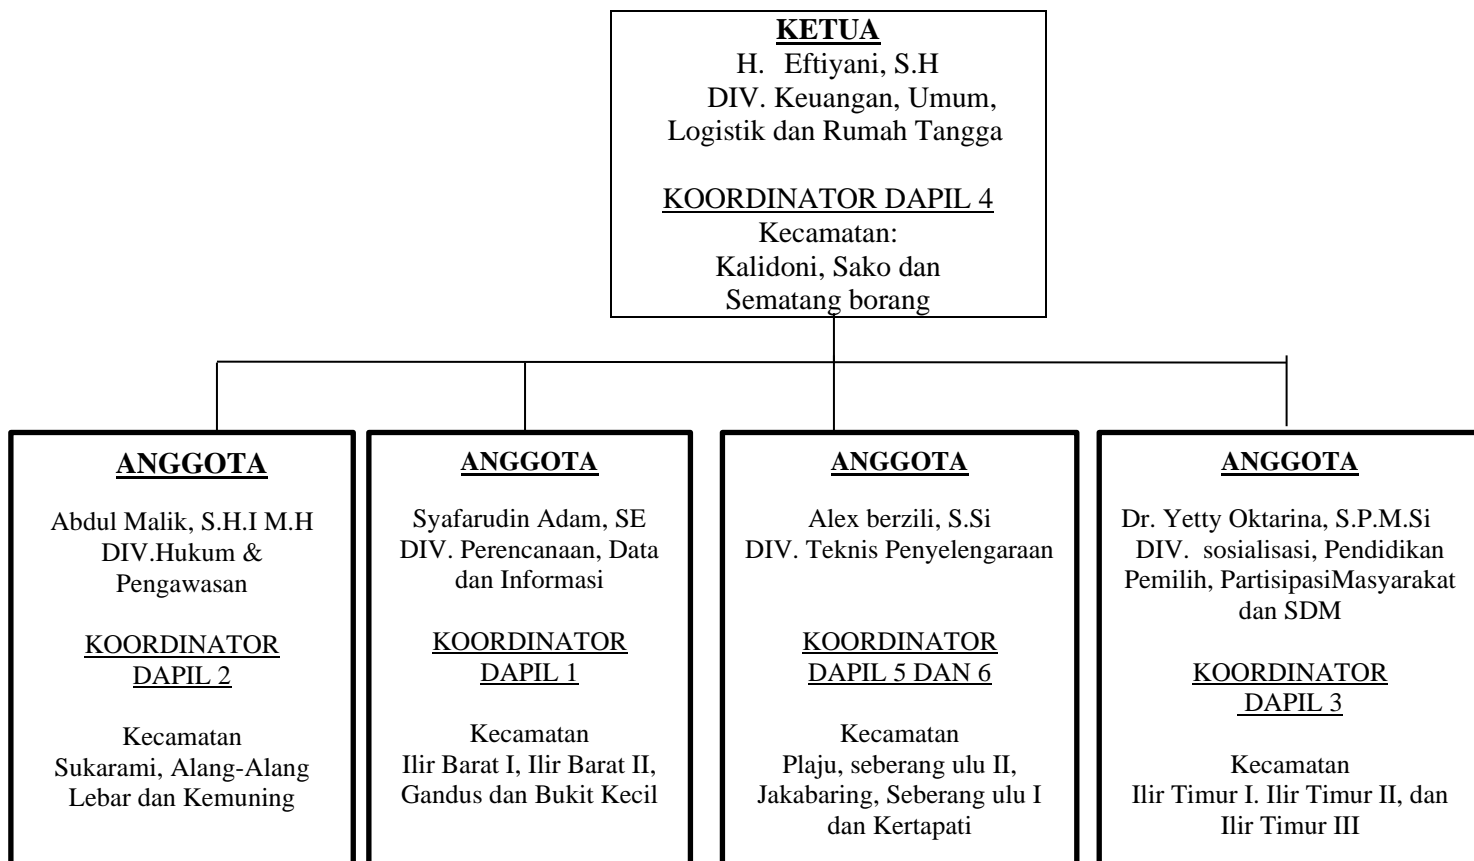 KETUA
H. Eftiyani, S.H
DIV. Keuangan, Umum,
Logistik dan Rumah Tangga
KOORDINATOR DAPIL 4
Kecamatan:
Kalidoni, Sako dan
Sematang borang
ANGGOTA
Abdul Malik, S.H.I M.H
DIV.Hukum &
Pengawasan
KOORDINATOR
DAPIL 2
Kecamatan
Sukarami, Alang-Alang
Lebar dan Kemuning
ANGGOTA
Syafarudin Adam, SE
DIV. Perencanaan, Data
dan Informasi
KOORDINATOR
DAPIL 1
Kecamatan
Ilir Barat I, Ilir Barat II,
Gandus dan Bukit Kecil
ANGGOTA
Alex berzili, S.Si
DIV. Teknis Penyelengaraan
KOORDINATOR
DAPIL 5 DAN 6
Kecamatan
Plaju, seberang ulu II,
Jakabaring, Seberang ulu I
dan Kertapati
ANGGOTA
Dr. Yetty Oktarina, S.P.M.Si
DIV. sosialisasi, Pendidikan
Pemilih, PartisipasiMasyarakat
dan SDM
KOORDINATOR
DAPIL 3
Kecamatan
Ilir Timur I. Ilir Timur II, dan
Ilir Timur III